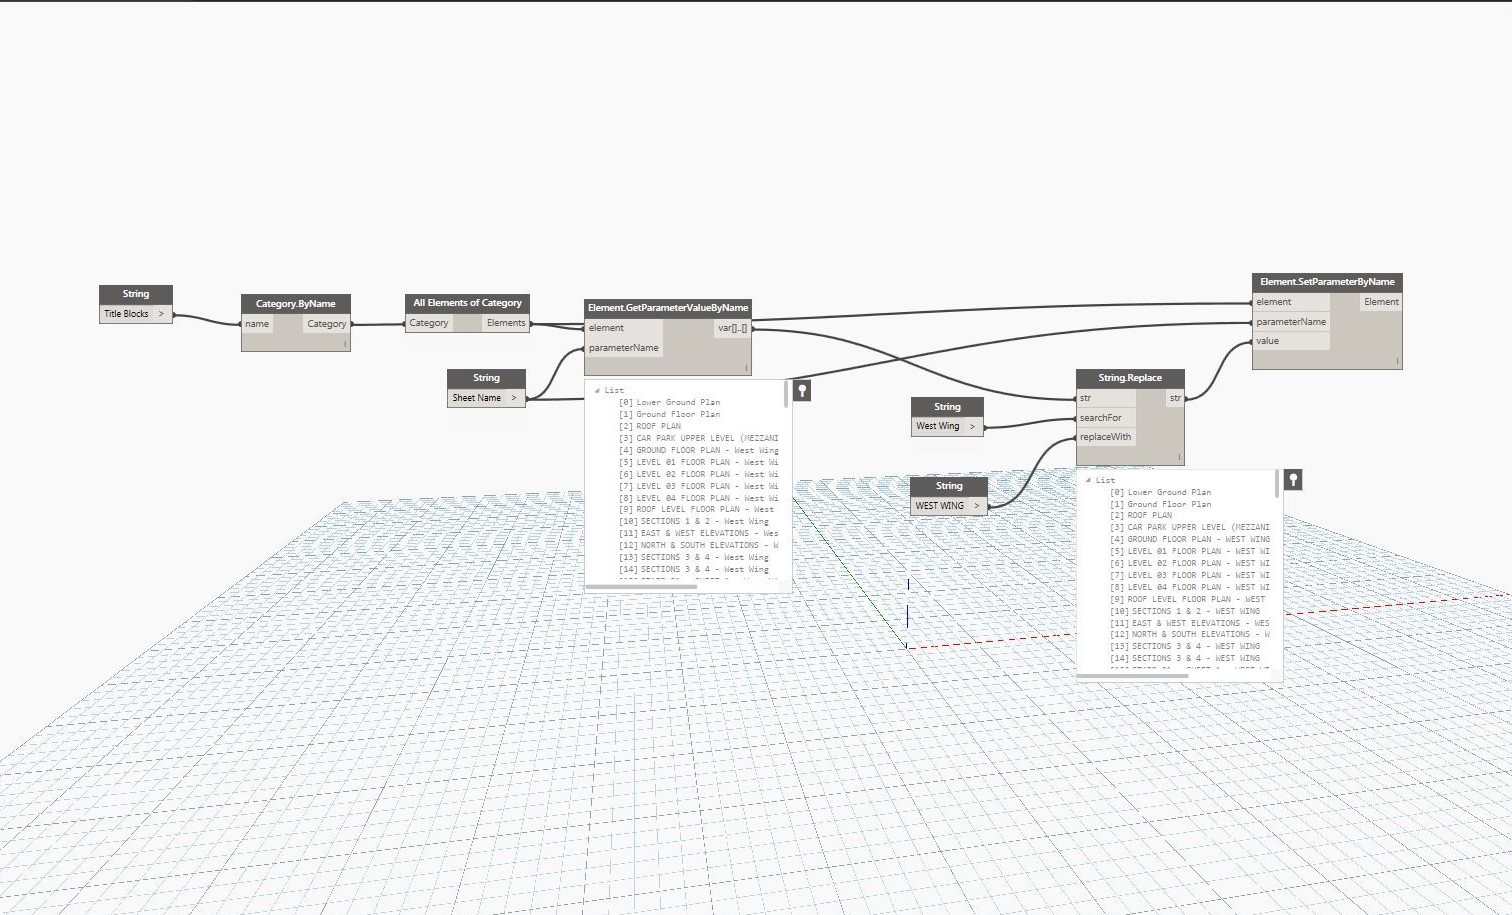 String
Title Blocks >
Category.ByName
name Category
All Elements of Category
Category Elements
String
Sheet Name >
Element.GetParameterValueByName
element var[]..[]
parameterName
List
[0] Lower Ground Plan
[1] Ground Floor Plan
[2] ROOF PLAN
[3] CAR PARK UPPER LEVEL (MEZZANI
[4] GROUND FLOOR PLAN - West Wing
[5] LEVEL 01 FLOOR PLAN - West Wi
[6] LEVEL 02 FLOOR PLAN - West Wi
[7] LEVEL 03 FLOOR PLAN - West Wi
[8] LEVEL 04 FLOOR PLAN - West Wi
[9] ROOF LEVEL FLOOR PLAN - West
[10] SECTIONS 1 & 2 - West Wing
[11] EAST & WEST ELEVATIONS - Wes
[12] NORTH & SOUTH ELEVATIONS - W
[13] SECTIONS 3 & 4 - West Wing
[14] SECTIONS 3 & 4 - West Wing
String
West Wing >
String
WEST WING >
String.Replace
str str
searchFor
replaceWith
List
[0] Lower Ground Plan
[1] Ground Floor Plan
[2] ROOF PLAN
[3] CAR PARK UPPER LEVEL (MEZZANI
[4] GROUND FLOOR PLAN - WEST WING
[5] LEVEL 01 FLOOR PLAN - WEST WI
[6] LEVEL 02 FLOOR PLAN - WEST WI
[7] LEVEL 03 FLOOR PLAN - WEST WI
[8] LEVEL 04 FLOOR PLAN - WEST WI
[9] ROOF LEVEL FLOOR PLAN - WEST
[10] SECTIONS 1 & 2 - WEST WING
[11] EAST & WEST ELEVATIONS - WES
[12] NORTH & SOUTH ELEVATIONS - W
[13] SECTIONS 3 & 4 - WEST WING
[14] SECTIONS 3 & 4 - WEST WING
Element.SetParameterByName
element Element
parameterName
value